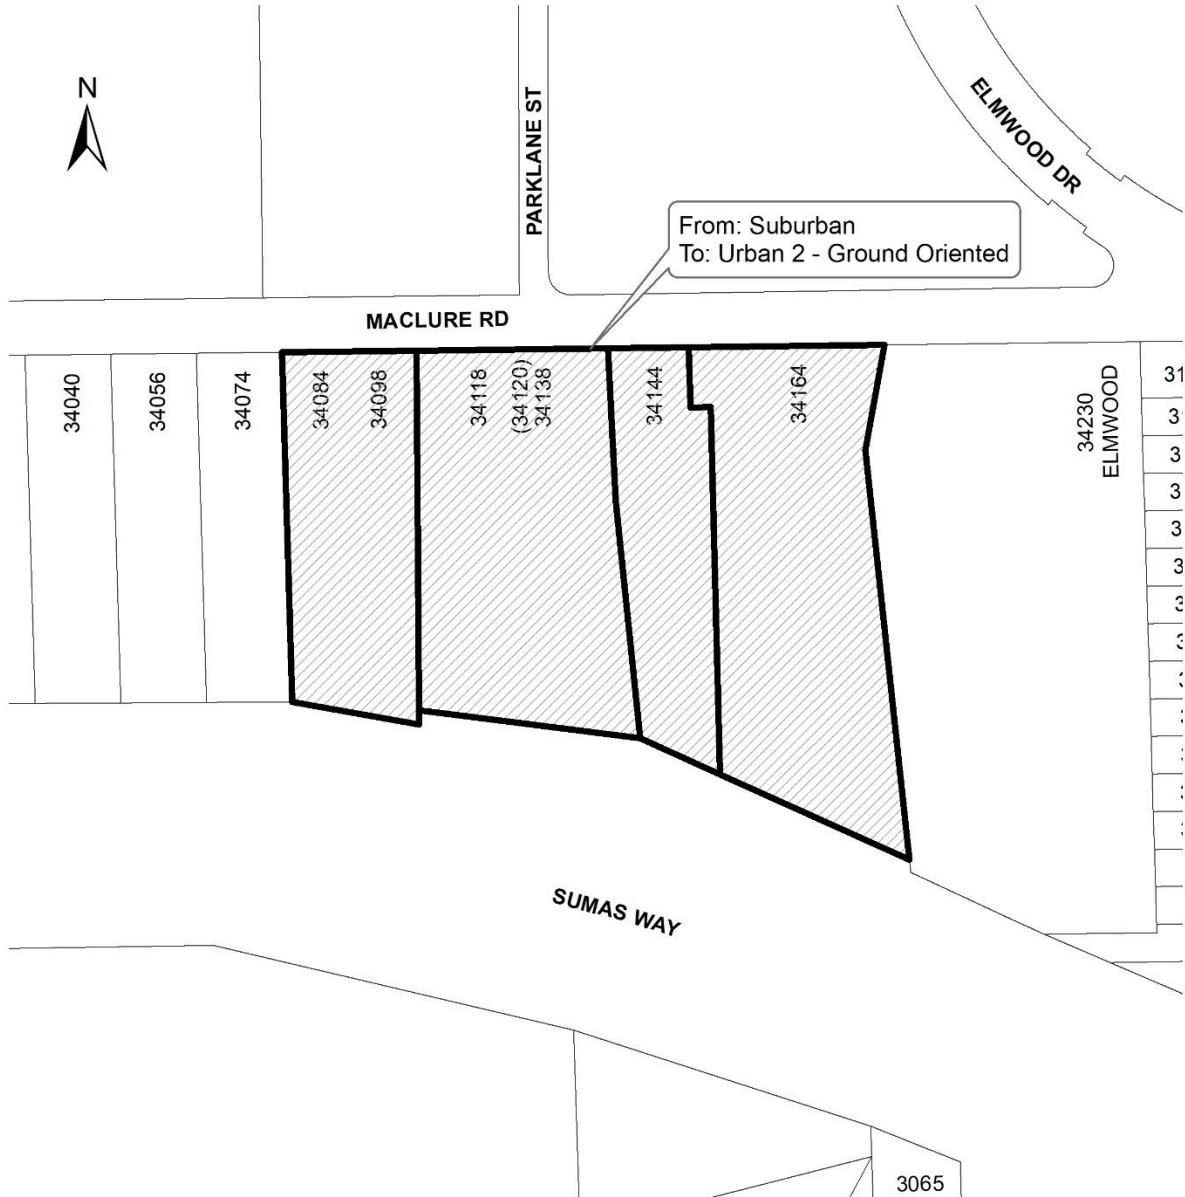 N
PARKLANE ST
ELMWOOD DR
From: Suburban
To: Urban 2 - Ground Oriented
MACLURE RD
34040
34056
34074
34084
34098
34118
(34120)
34138
34144
34164
34230
ELMWOOD
SUMAS WAY
3065